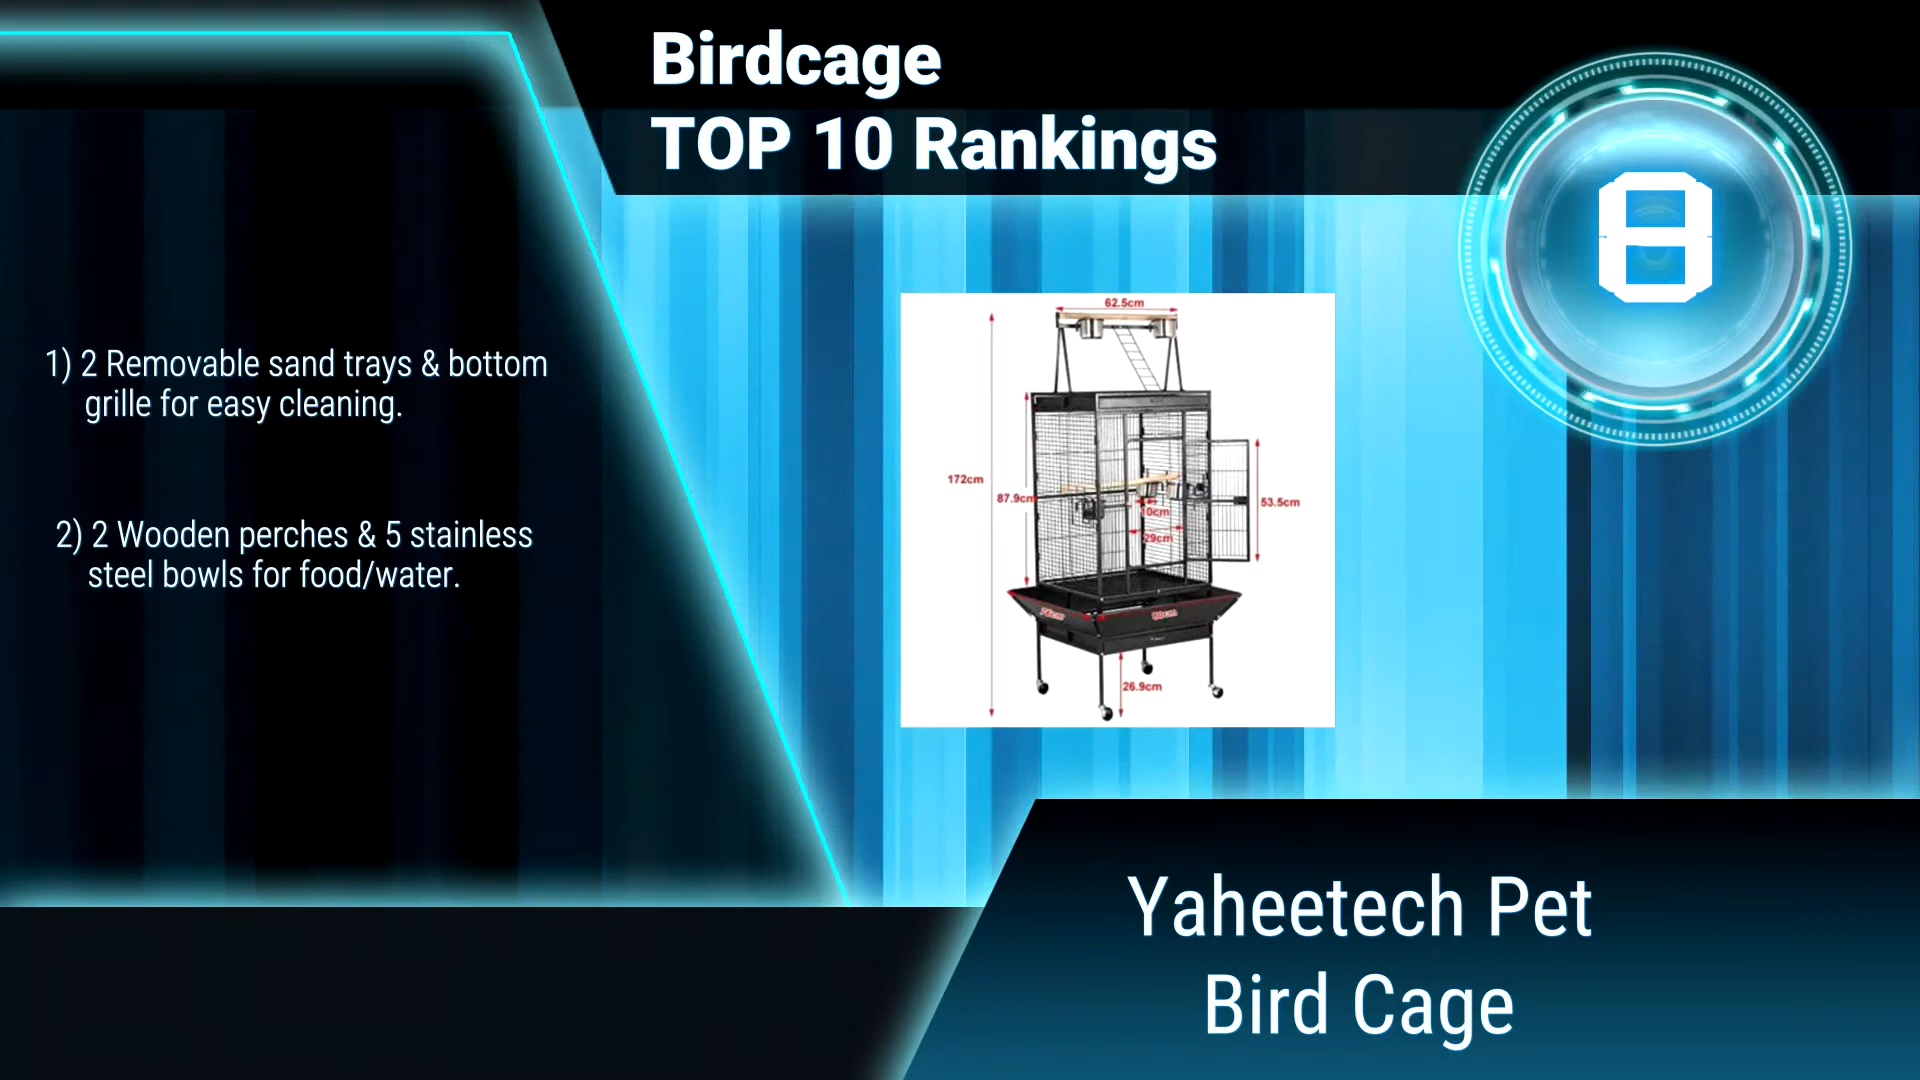 Birdcage
TOP 10 Rankings
8
1) 2 Removable sand trays & bottom
grille for easy cleaning.
2) 2 Wooden perches & 5 stainless
steel bowls for food/water.
62.5cm
172cm
87.9cm
53.5cm
10cm
29cm
80cm
26.9cm
Yaheetech Pet
Bird Cage